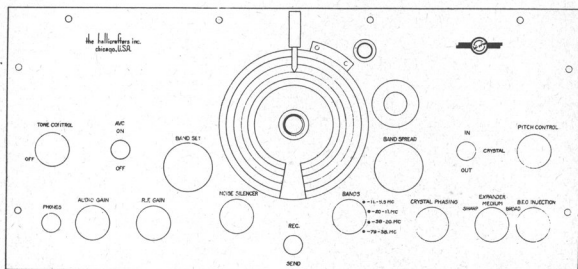 the hallicrafters inc.
chicago, U.S.A.
TONE CONTROL
OFF
AVC
ON
OFF
BAND SET
BAND SPREAD
IN
CRYSTAL
OUT
PITCH CONTROL
PHONES
AUDIO GAIN
R.F. GAIN
NOISE SILENCER
REC.
SEND
BANDS
CRYSTAL PHASING
EXPANDER
MEDIUM
SHARP
BROAD
B.F.O INJECTION